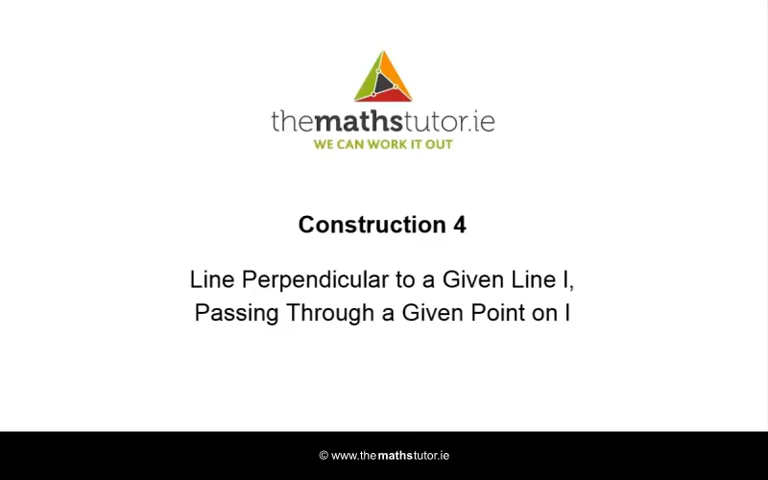 themathstutor.ie
WE CAN WORK IT OUT
Construction 4
Line Perpendicular to a Given Line l,
Passing Through a Given Point on l
© www.themathstutor.ie